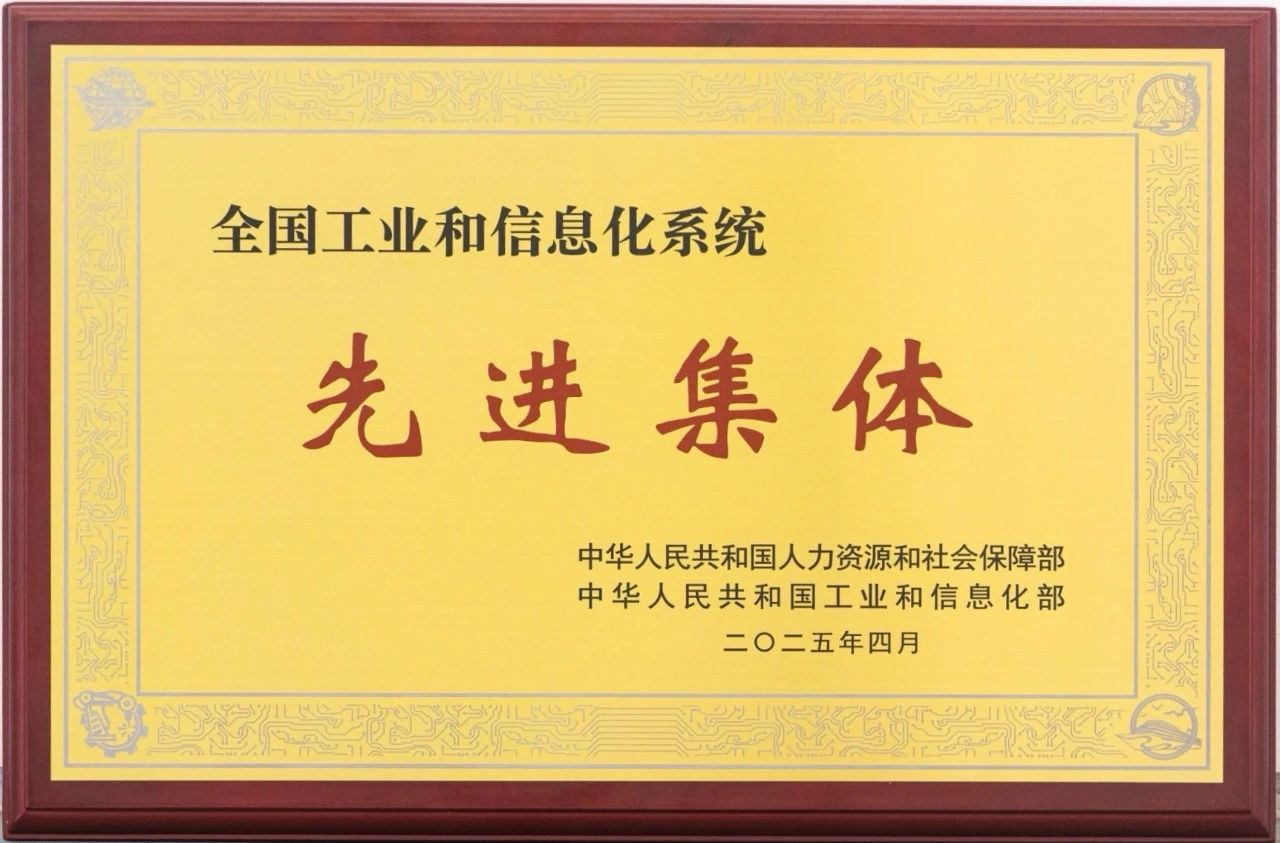 全国工业和信息化系统
先进集体
中华人民共和国人力资源和社会保障部
中华人民共和国工业和信息化部
二〇二五年四月